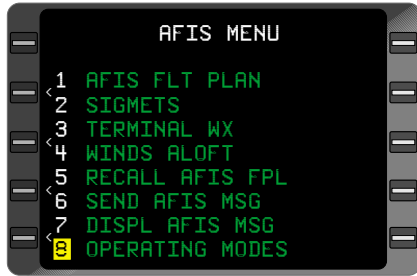 AFIS MENU
1 AFIS FLT PLAN
2 SIGMETS
3 TERMINAL WX
4 WINDS ALOFT
5 RECALL AFIS FPL
6 SEND AFIS MSG
7 DISPL AFIS MSG
8 OPERATING MODES